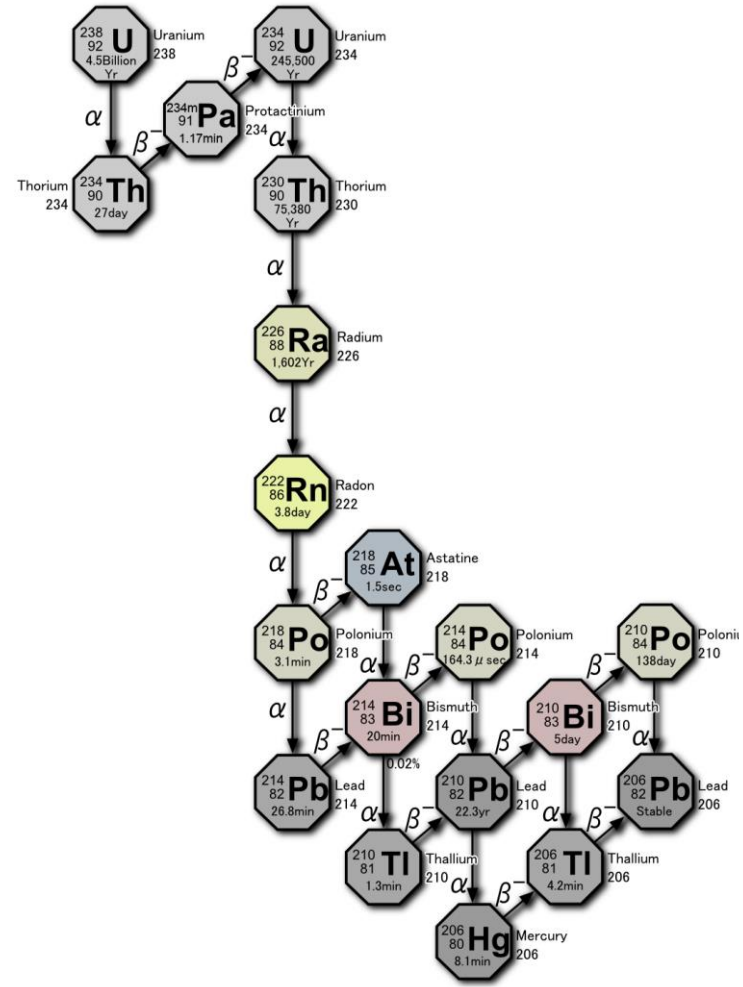 238
92 U
4.5Billion
Yr
Uranium
238
234
92 U
245,500
Yr
Uranium
234
β−
α
234m
91 Pa
1.17min
Protactinium
234
β−
α
Thorium
234
234
90 Th
27day
230
90 Th
75,380
Yr
Thorium
230
α
226
88 Ra
1,602Yr
Radium
226
α
222
86 Rn
3.8day
Radon
222
α
218
85 At
1.5sec
Astatine
218
β−
218
84 Po
3.1min
Polonium
218
α
214
84 Po
164.3 μ sec
Polonium
214
β−
210
84 Po
138day
Poloni
210
β−
α
214
83 Bi
20min
Bismuth
214
0.02%
β−
α
210
83 Bi
5day
Bismuth
210
β−
α
α
214
82 Pb
26.8min
Lead
214
210
82 Pb
22.3yr
Lead
210
206
82 Pb
Stable
Lead
206
α
β−
α
β−
210
81 Tl
1.3min
Thallium
210
α
β−
206
81 Tl
4.2min
Thallium
206
206
80 Hg
8.1min
Mercury
206